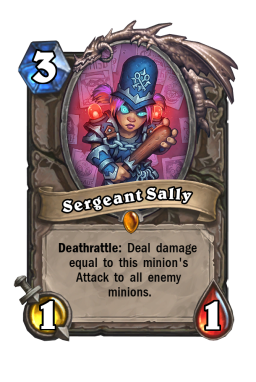 3
Sergeant Sally
Deathrattle: Deal damage
equal to this minion's
Attack to all enemy
minions.
1
1